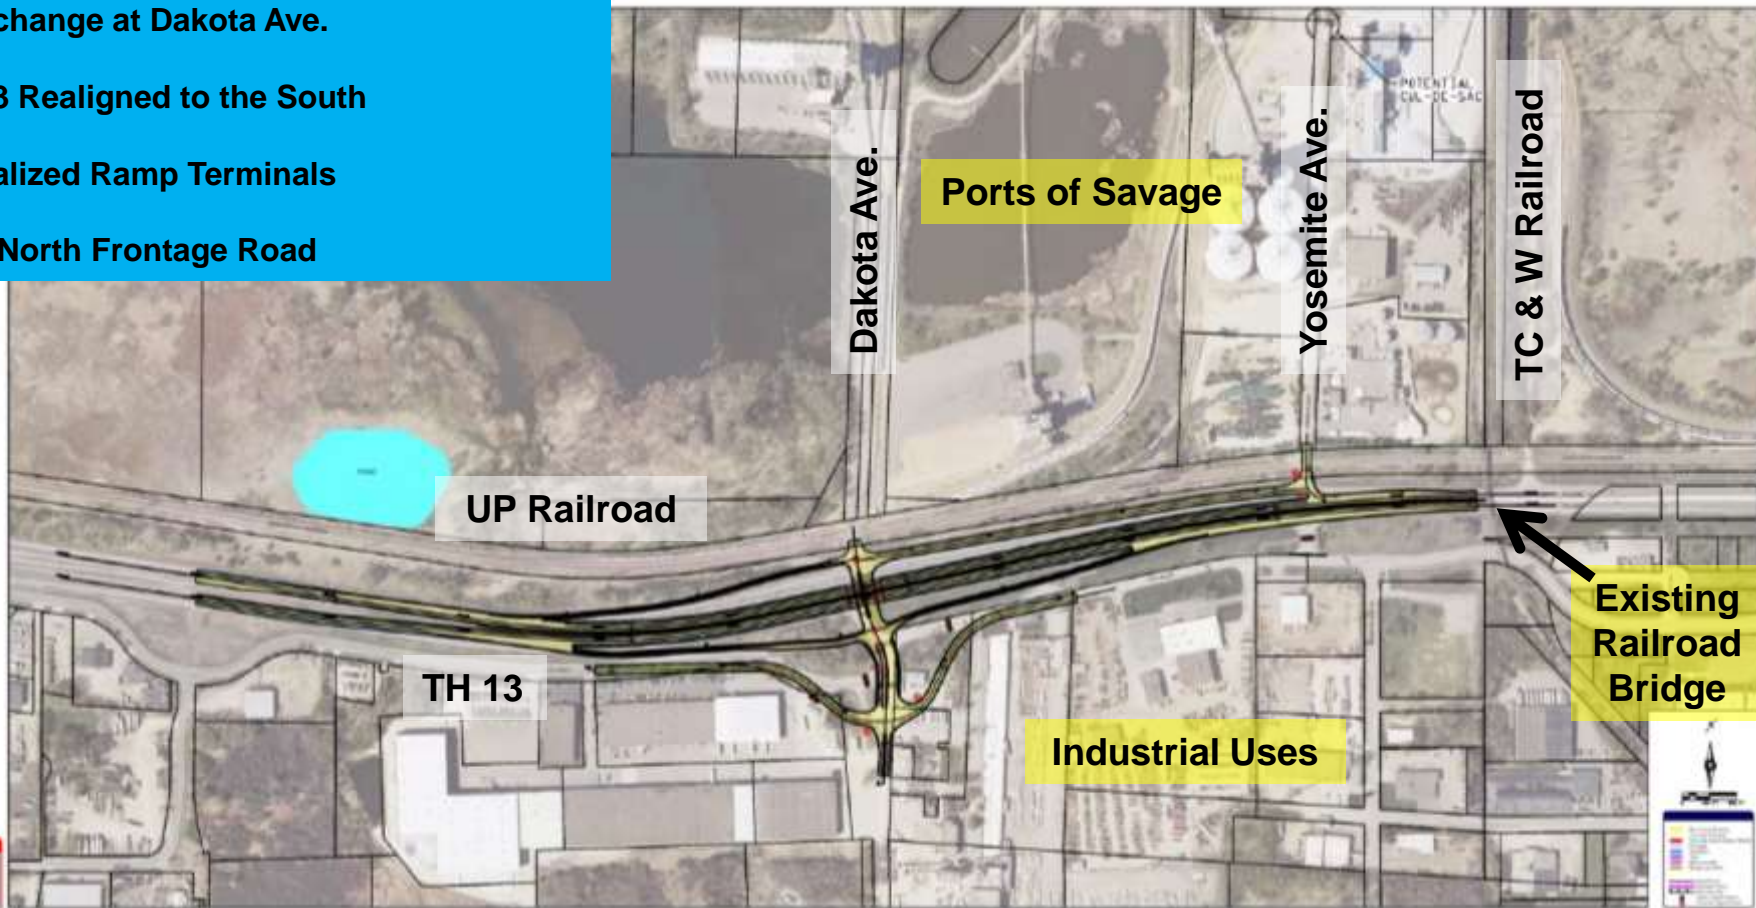 change at Dakota Ave.
3 Realigned to the South
alized Ramp Terminals
North Frontage Road
POTENTIAL
CUL-DE-SAC
Dakota Ave.
Ports of Savage
Yosemite Ave.
TC & W Railroad
UP Railroad
TH 13
Existing
Railroad
Bridge
Industrial Uses